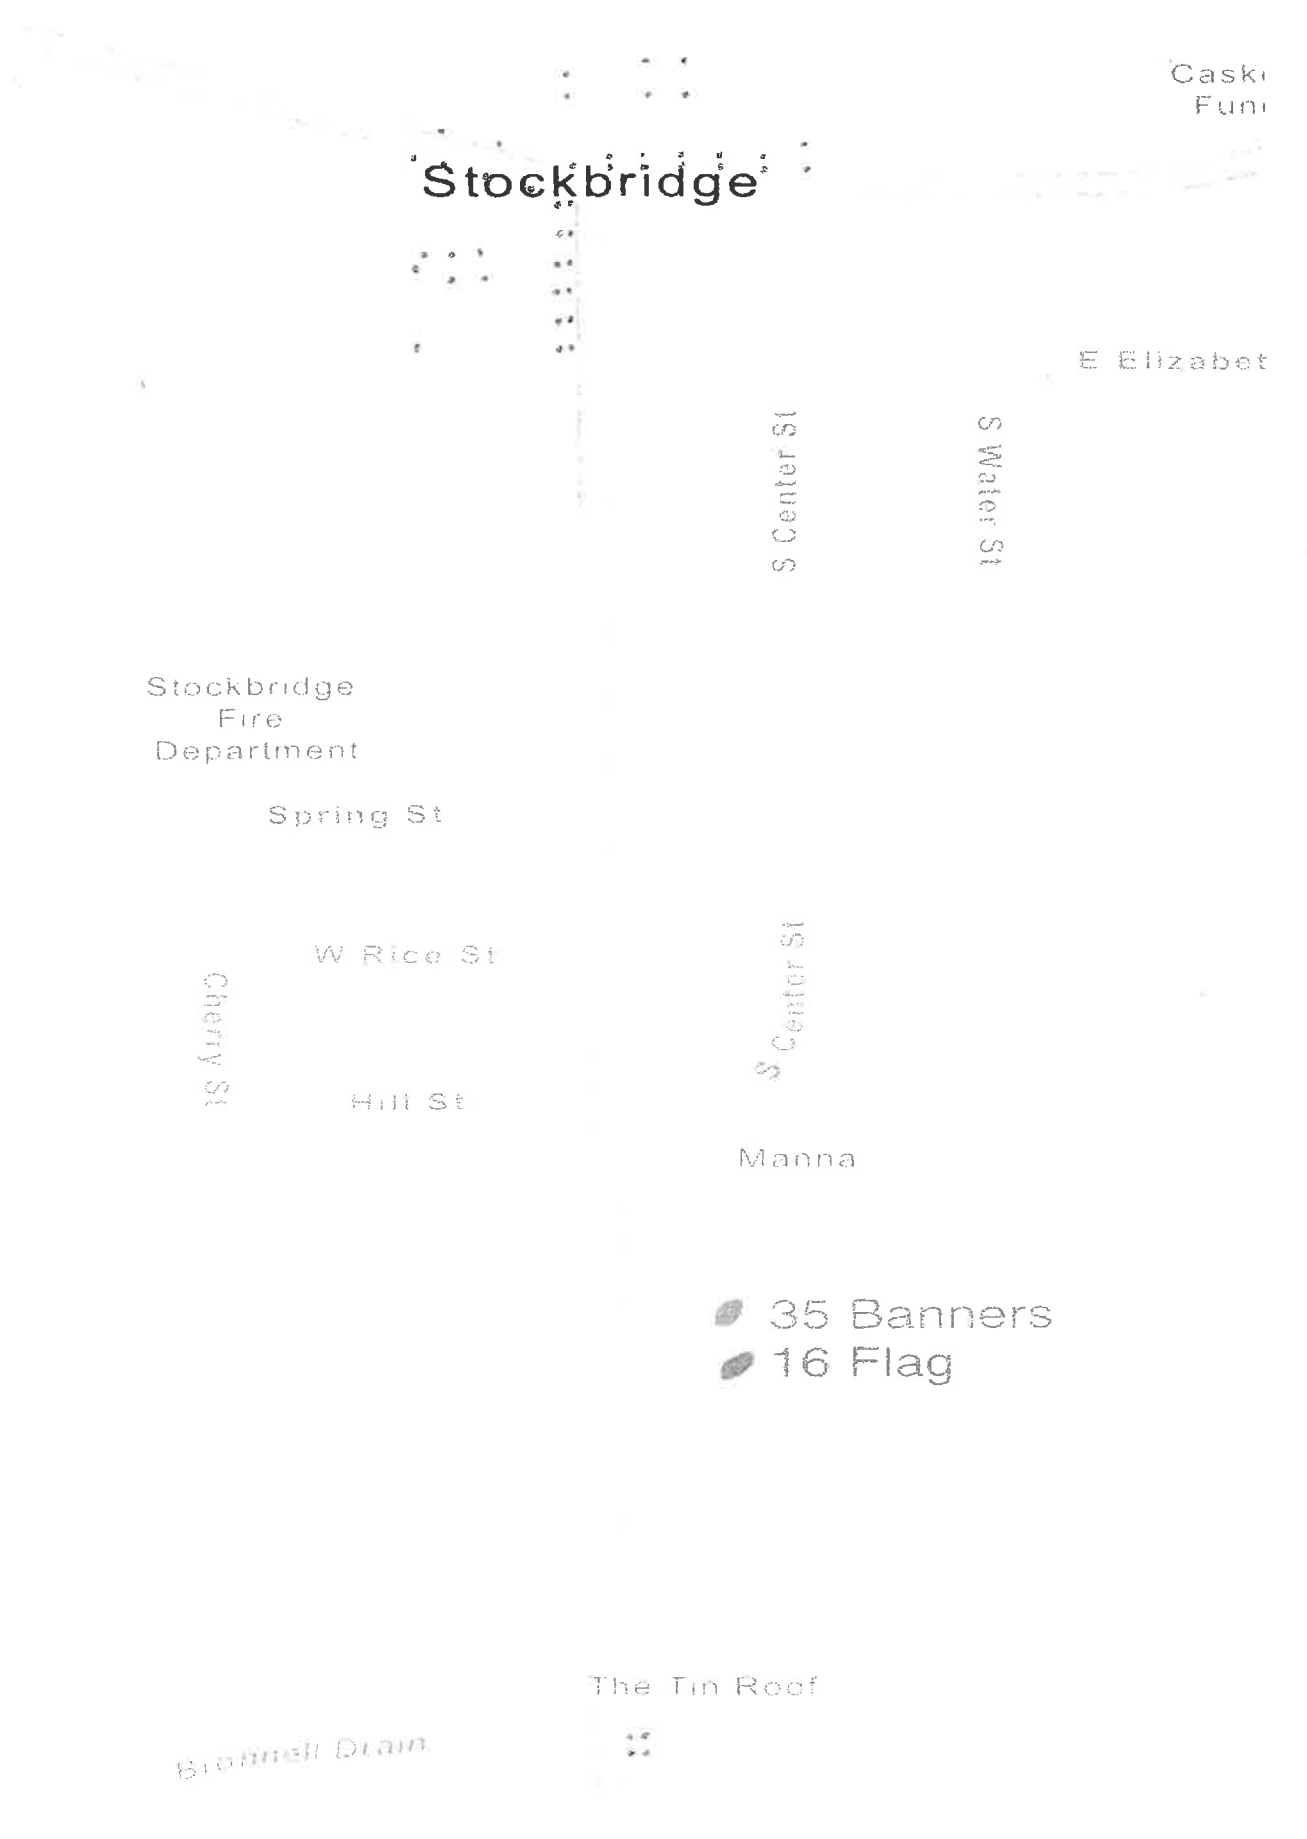 Stockbridge
E
S Center St
S Water St
Stockbridge
Fire
Department
Spring St
W Rice St
Cherry St
S Center St
Hill St
Manna
35 Banners
16 Flag
The Tin Roof
Drain